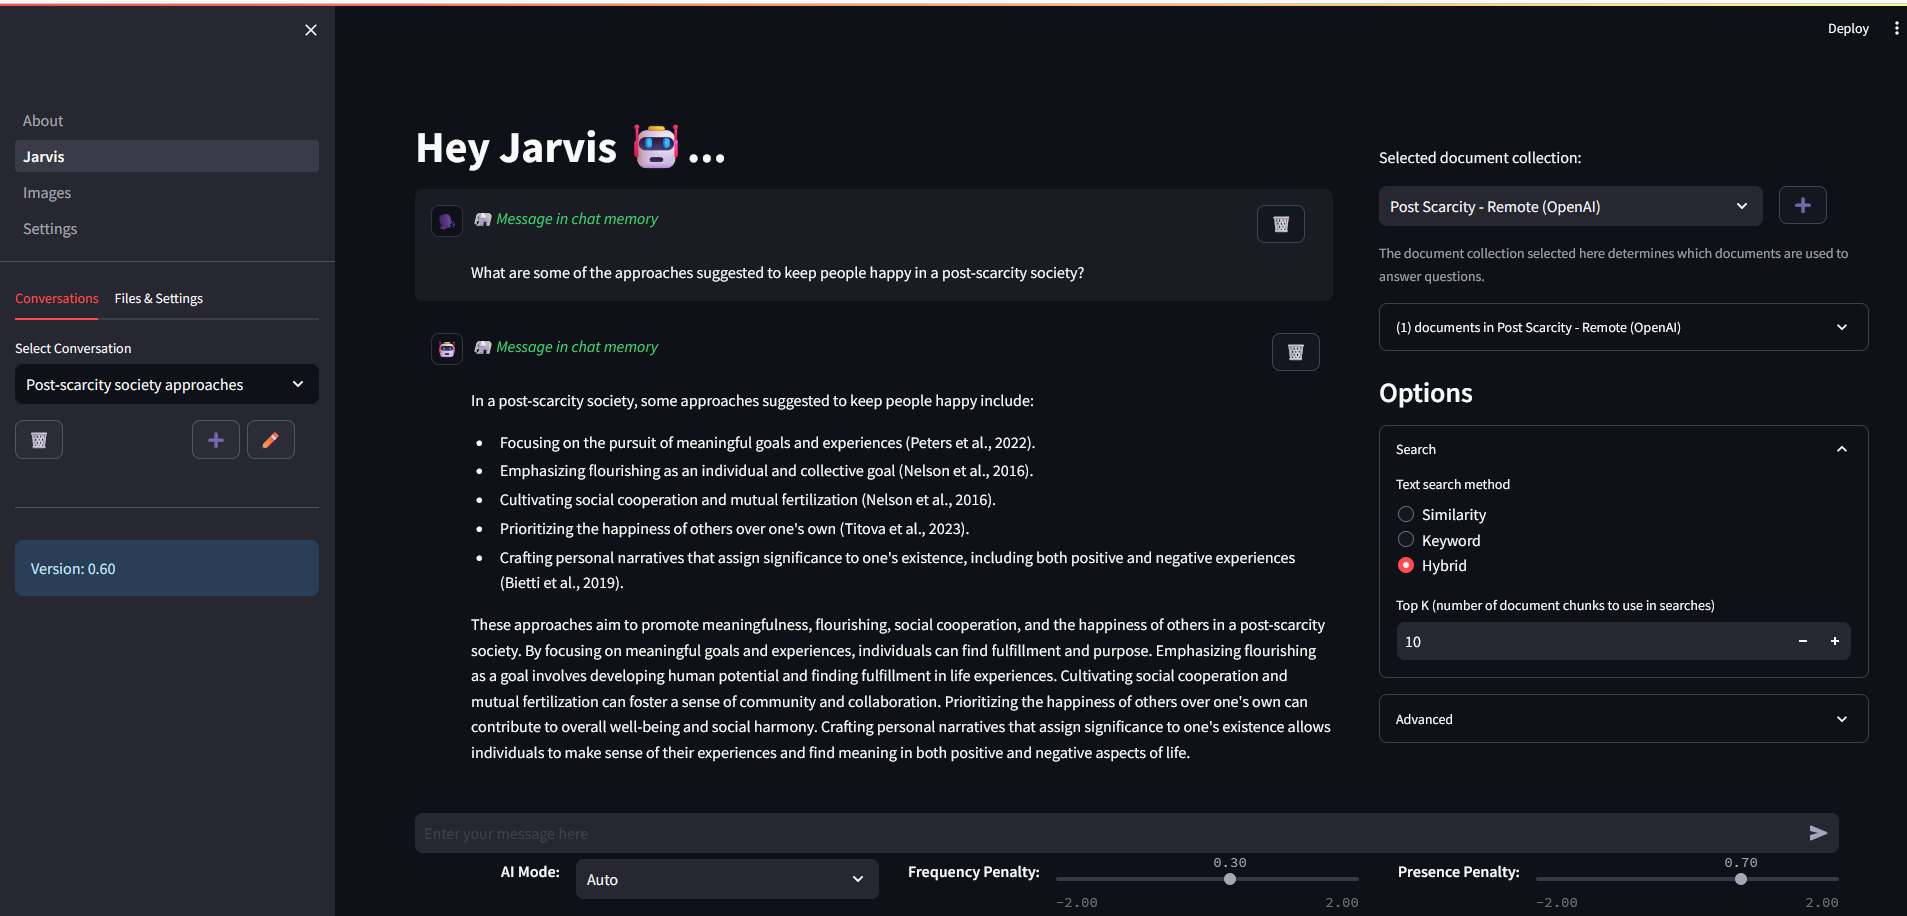 Deploy
About
Jarvis
Images
Settings
Conversations
Files & Settings
Select Conversation
Post-scarcity society approaches
Version: 0.60
Hey Jarvis ...
Message in chat memory
What are some of the approaches suggested to keep people happy in a post-scarcity society?
Message in chat memory
In a post-scarcity society, some approaches suggested to keep people happy include:
• Focusing on the pursuit of meaningful goals and experiences (Peters et al., 2022).
• Emphasizing flourishing as an individual and collective goal (Nelson et al., 2016).
• Cultivating social cooperation and mutual fertilization (Nelson et al., 2016).
• Prioritizing the happiness of others over one's own (Titova et al., 2023).
• Crafting personal narratives that assign significance to one's existence, including both positive and negative experiences
(Bietti et al., 2019).
These approaches aim to promote meaningfulness, flourishing, social cooperation, and the happiness of others in a post-scarcity
society. By focusing on meaningful goals and experiences, individuals can find fulfillment and purpose. Emphasizing flourishing
as a goal involves developing human potential and finding fulfillment in life experiences. Cultivating social cooperation and
mutual fertilization can foster a sense of community and collaboration. Prioritizing the happiness of others over one's own can
contribute to overall well-being and social harmony. Crafting personal narratives that assign significance to one's existence allows
individuals to make sense of their experiences and find meaning in both positive and negative aspects of life.
Selected document collection:
Post Scarcity - Remote (OpenAI)
The document collection selected here determines which documents are used to
answer questions.
(1) documents in Post Scarcity - Remote (OpenAI)
Options
Search
Text search method
Similarity
Keyword
Hybrid
Top K (number of document chunks to use in searches)
10
Advanced
Enter your message here
AI Mode:
Auto
Frequency Penalty:
0.30
-2.00
2.00
Presence Penalty:
0.70
-2.00
2.00